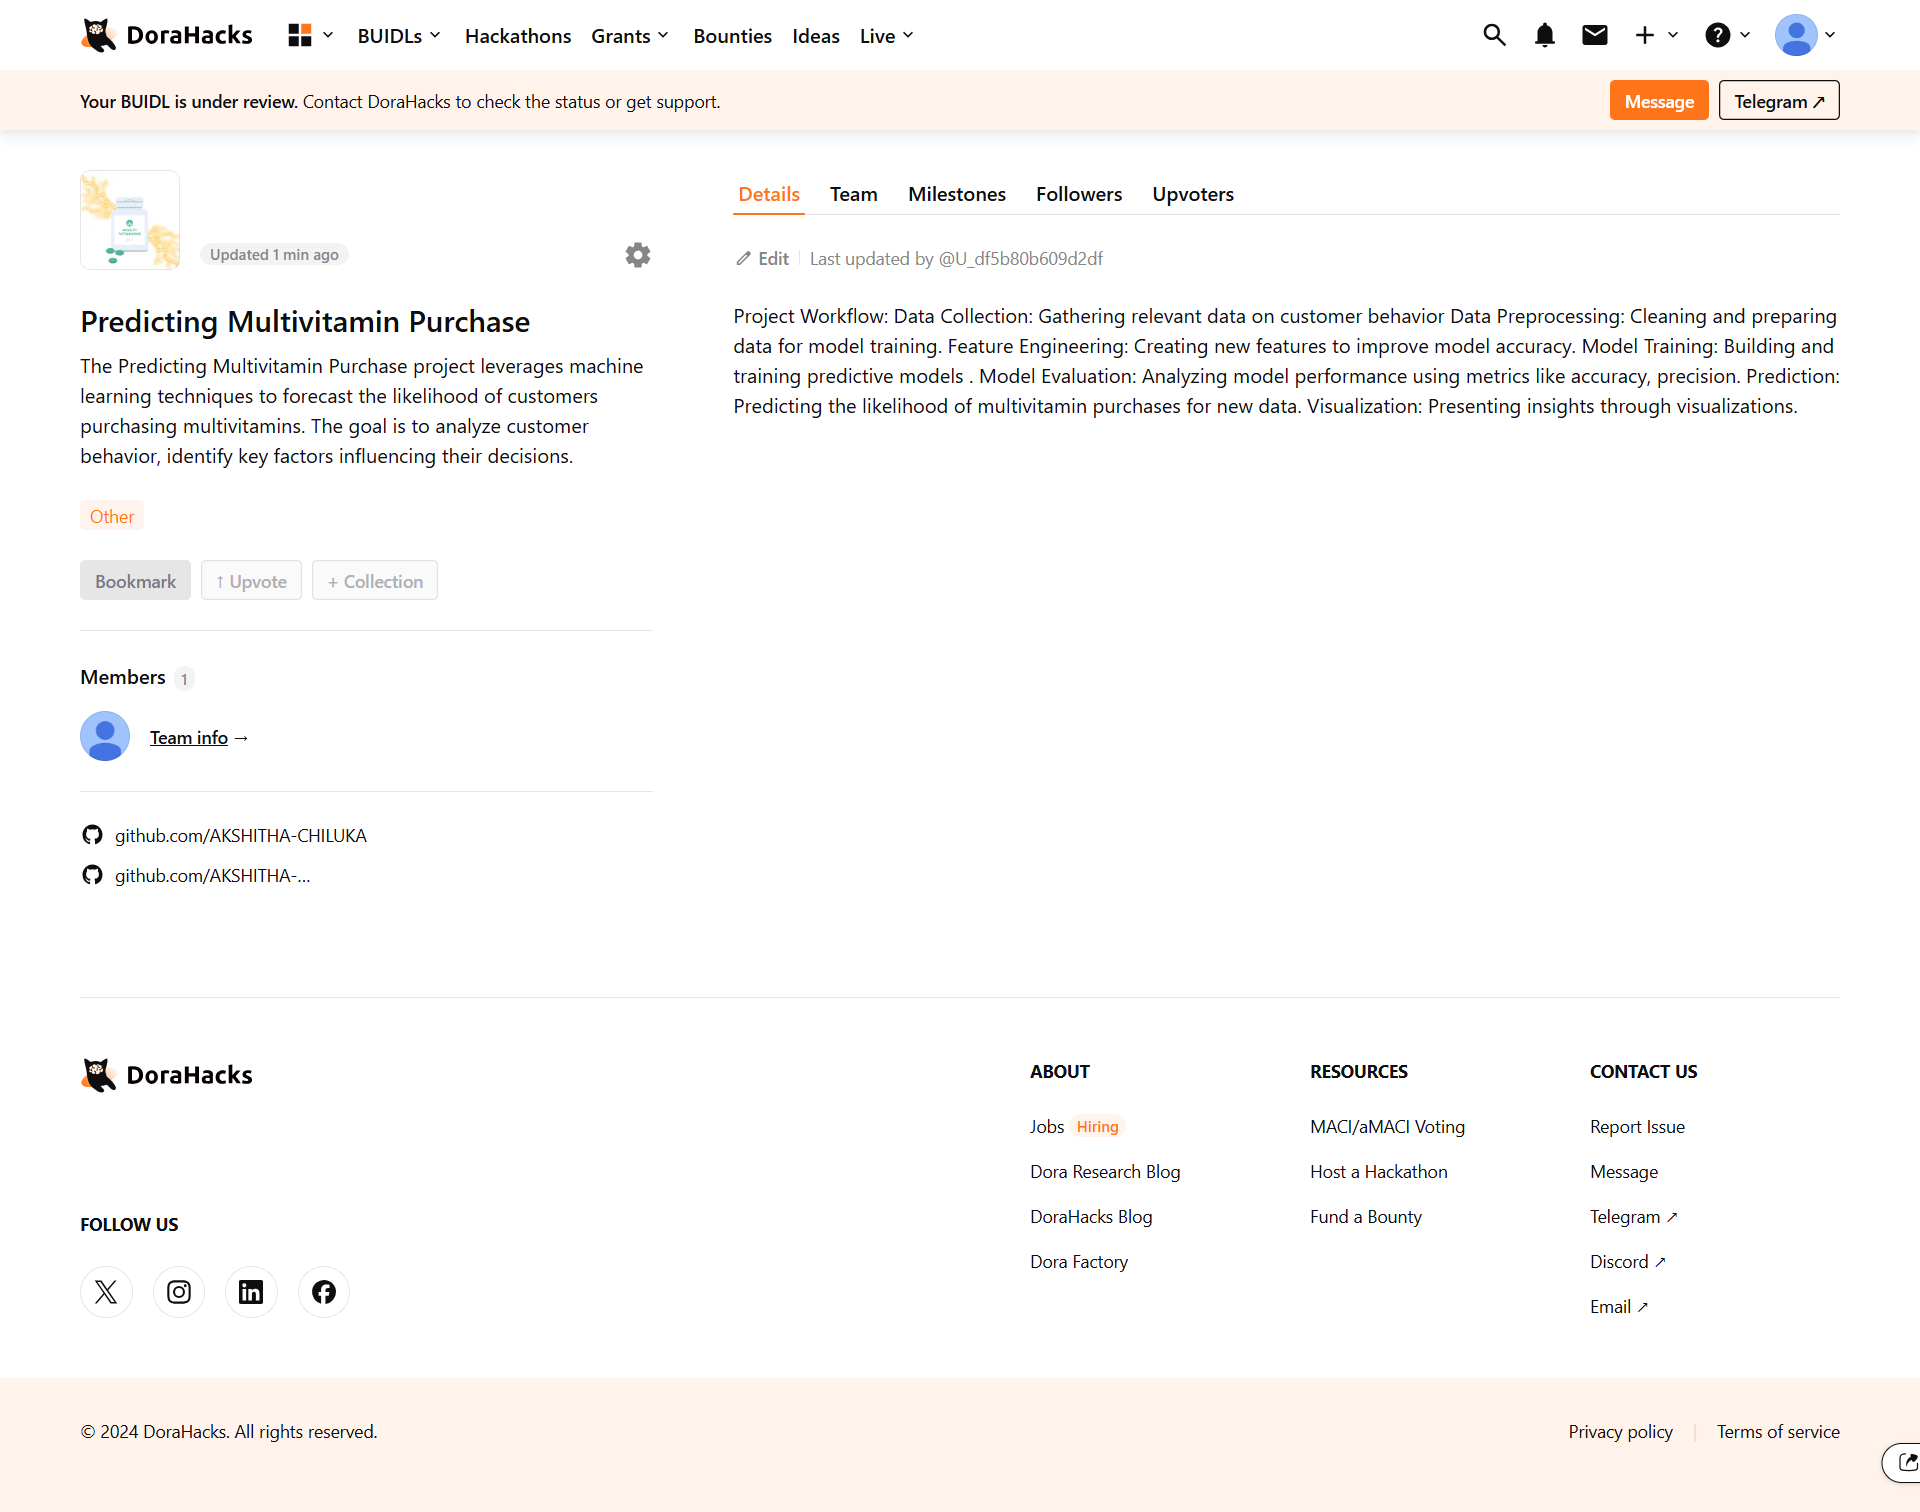 DoraHacks
BUIDLs
Hackathons
Grants
Bounties
Ideas
Live
Your BUIDL is under review. Contact DoraHacks to check the status or get support.
Message
Telegram ↗
MULTI
VITAMINS
Updated 1 min ago
Predicting Multivitamin Purchase
The Predicting Multivitamin Purchase project leverages machine
learning techniques to forecast the likelihood of customers
purchasing multivitamins. The goal is to analyze customer
behavior, identify key factors influencing their decisions.
Other
Bookmark
↑ Upvote
+ Collection
Members 1
Team info →
github.com/AKSHITHA-CHILUKA
github.com/AKSHITHA-...
Details
Team
Milestones
Followers
Upvoters
Edit
Last updated by @U_df5b80b609d2df
Project Workflow: Data Collection: Gathering relevant data on customer behavior Data Preprocessing: Cleaning and preparing
data for model training. Feature Engineering: Creating new features to improve model accuracy. Model Training: Building and
training predictive models . Model Evaluation: Analyzing model performance using metrics like accuracy, precision. Prediction:
Predicting the likelihood of multivitamin purchases for new data. Visualization: Presenting insights through visualizations.
DoraHacks
FOLLOW US
ABOUT
Jobs Hiring
Dora Research Blog
DoraHacks Blog
Dora Factory
RESOURCES
MACI/aMACI Voting
Host a Hackathon
Fund a Bounty
CONTACT US
Report Issue
Message
Telegram ↗
Discord ↗
Email ↗
© 2024 DoraHacks. All rights reserved.
Privacy policy
Terms of service